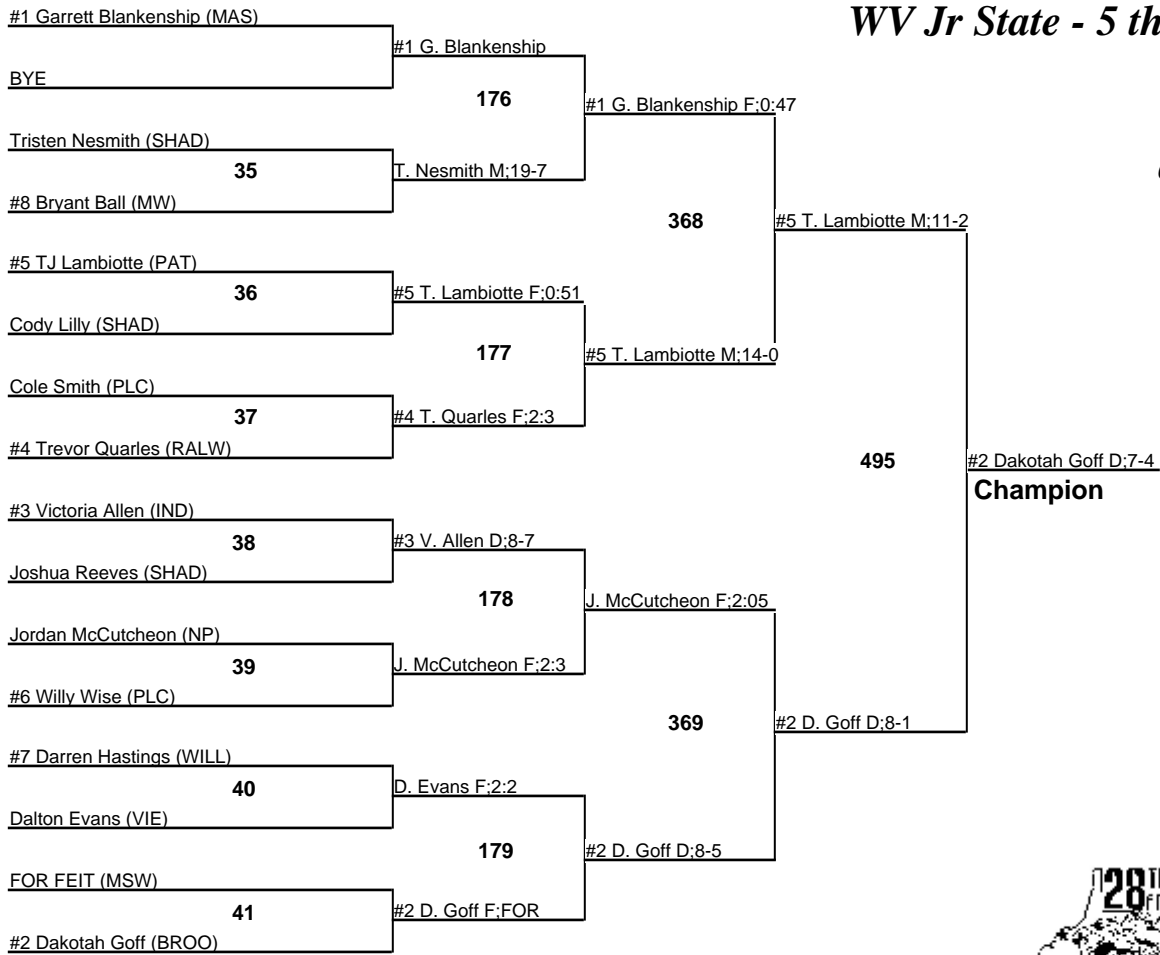 #1 Garrett Blankenship (MAS)
WV Jr State - 5 th
#1 G. Blankenship
BYE
176
#1 G. Blankenship F;0:47
Tristen Nesmith (SHAD)
35
T. Nesmith M;19-7
#8 Bryant Ball (MW)
368
#5 T. Lambiotte M;11-2
#5 TJ Lambiotte (PAT)
36
#5 T. Lambiotte F;0:51
Cody Lilly (SHAD)
177
#5 T. Lambiotte M;14-0
Cole Smith (PLC)
37
#4 T. Quarles F;2:3
#4 Trevor Quarles (RALW)
495
#2 Dakotah Goff D;7-4
Champion
#3 Victoria Allen (IND)
38
#3 V. Allen D;8-7
Joshua Reeves (SHAD)
178
J. McCutcheon F;2:05
Jordan McCutcheon (NP)
39
J. McCutcheon F;2:3
#6 Willy Wise (PLC)
369
#2 D. Goff D;8-1
#7 Darren Hastings (WILL)
40
D. Evans F;2:2
Dalton Evans (VIE)
179
#2 D. Goff D;8-5
FOR FEIT (MSW)
41
#2 D. Goff F;FOR
#2 Dakotah Goff (BROO)
28